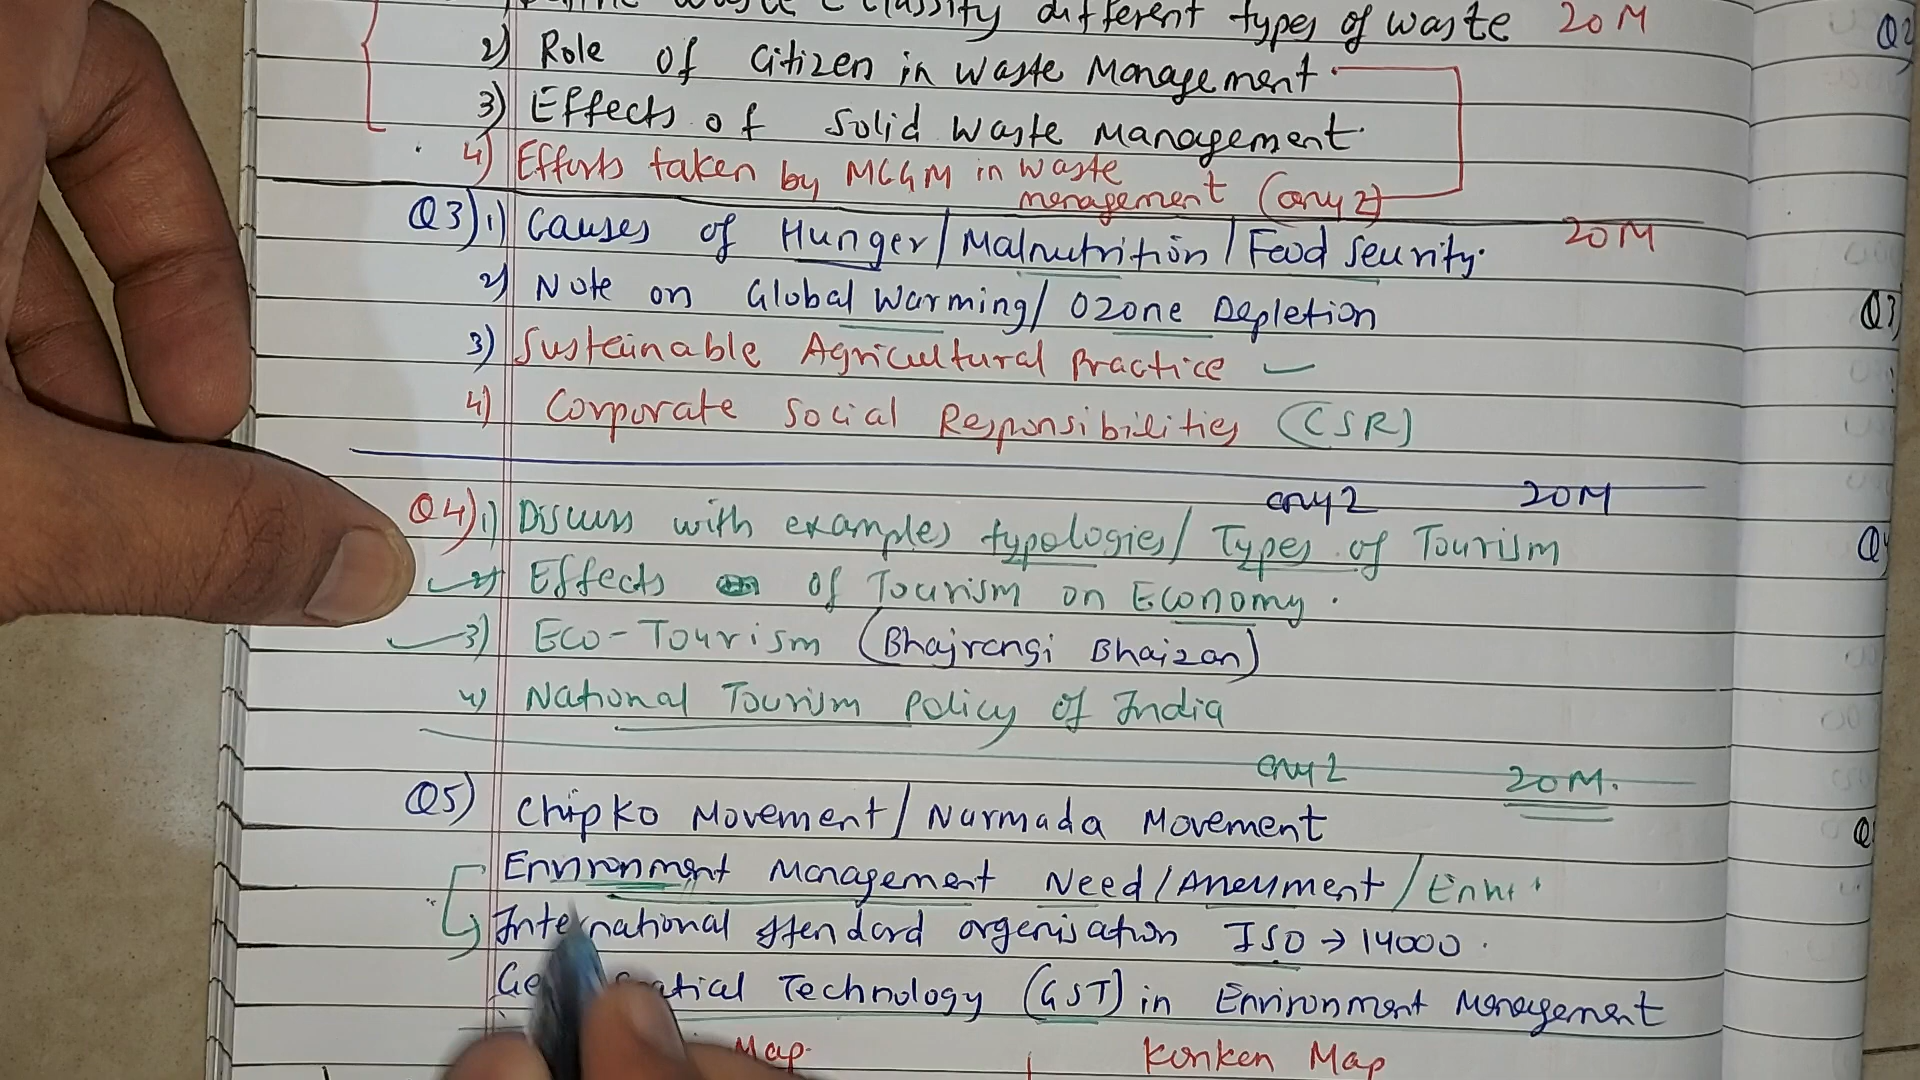 Waste & classify different types of waste 20M
2) Role of Citizen in Waste Management.
3) Effects of Solid Waste Management.
4) Efforts taken by MCGM in waste
management (any 2)
Q3) 1) Causes of Hunger/Malnutrition/Food Seurity. 20M
2) Note on Global Warming/Ozone Depletion
3) Sustainable Agricultural Practice
4) Corporate Social Responsibilities (CSR)
any 2 20M
Q4) 1) Discuss with examples typologies/Types of Tourism
2) Effects of Tourism on Economy.
3) Eco-Tourism (Bhajrangi Bhaizan)
4) National Tourism Policy of India
any 2 20M.
Q5) Chipko Movement/Narmada Movement
Environment Management Need/
International standard organisation ISO → 14000.
Technology (GST) in Environment Management
Map. Konkan Map
Q2
Q3